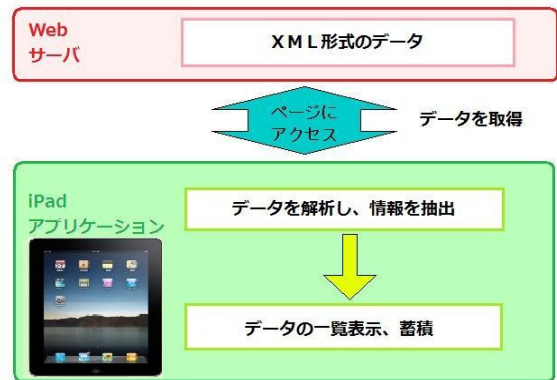 Web
サーバ
ＸＭＬ形式のデータ
ページに
アクセス
データを取得
iPad
アプリケーション
データを解析し、情報を抽出
データの一覧表示、蓄積